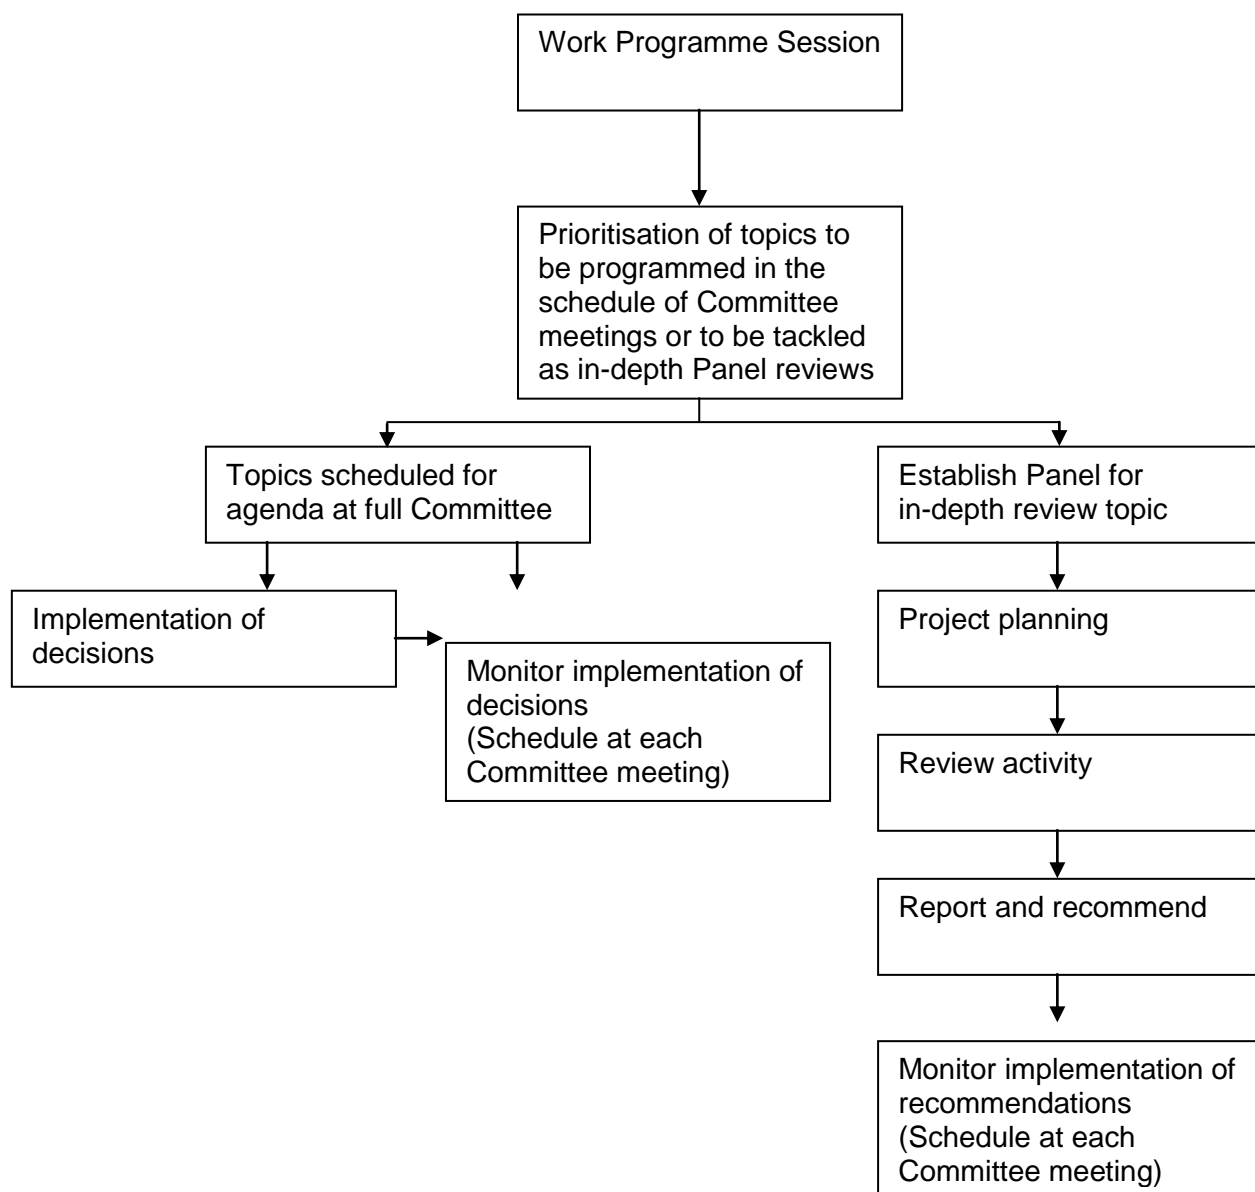 Work Programme Session
Prioritisation of topics to
be programmed in the
schedule of Committee
meetings or to be tackled
as in-depth Panel reviews
Topics scheduled for
agenda at full Committee
Establish Panel for
in-depth review topic
Implementation of
decisions
Monitor implementation of
decisions
(Schedule at each
Committee meeting)
Project planning
Review activity
Report and recommend
Monitor implementation of
recommendations
(Schedule at each
Committee meeting)